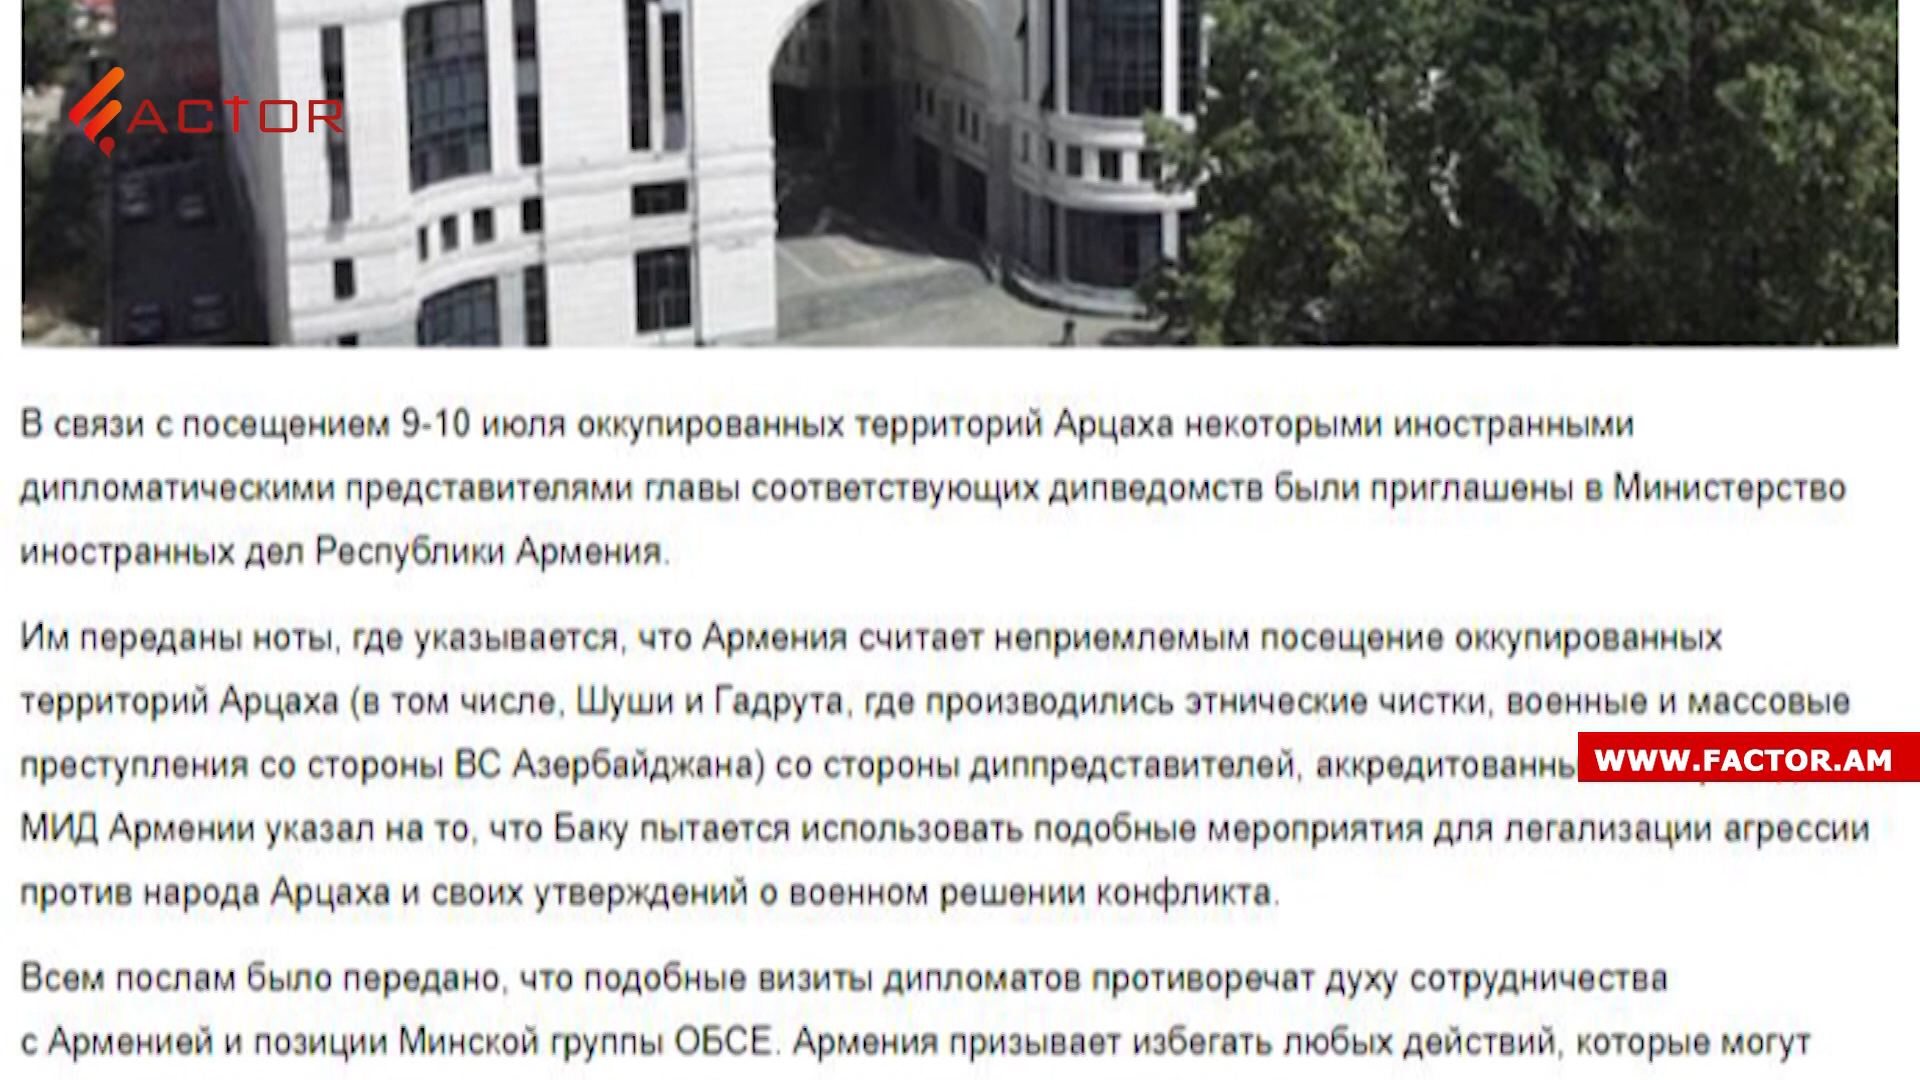 FACTOR
В связи с посещением 9-10 июля оккупированных территорий Арцаха некоторыми иностранными
дипломатическими представителями главы соответствующих дипведомств были приглашены в Министерство
иностранных дел Республики Армения.
Им переданы ноты, где указывается, что Армения считает неприемлемым посещение оккупированных
территорий Арцаха (в том числе, Шуши и Гадрута, где производились этнические чистки, военные и массовые
преступления со стороны ВС Азербайджана) со стороны диппредставителей,
WWW.FACTOR.AM
МИД Армении указал на то, что Баку пытается использовать подобные мероприятия для легализации агрессии
против народа Арцаха и своих утверждений о военном решении конфликта.
Всем послам было передано, что подобные визиты дипломатов противоречат духу сотрудничества
с Арменией и позиции Минской группы ОБСЕ. Армения призывает избегать любых действий, которые могут